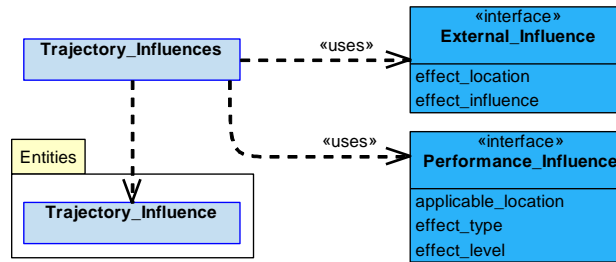 «interface»
External_Influence
effect_location
effect_influence
Trajectory_Influences
«uses»
«uses»
«interface»
Performance_Influence
applicable_location
effect_type
effect_level
Entities
Trajectory_Influence